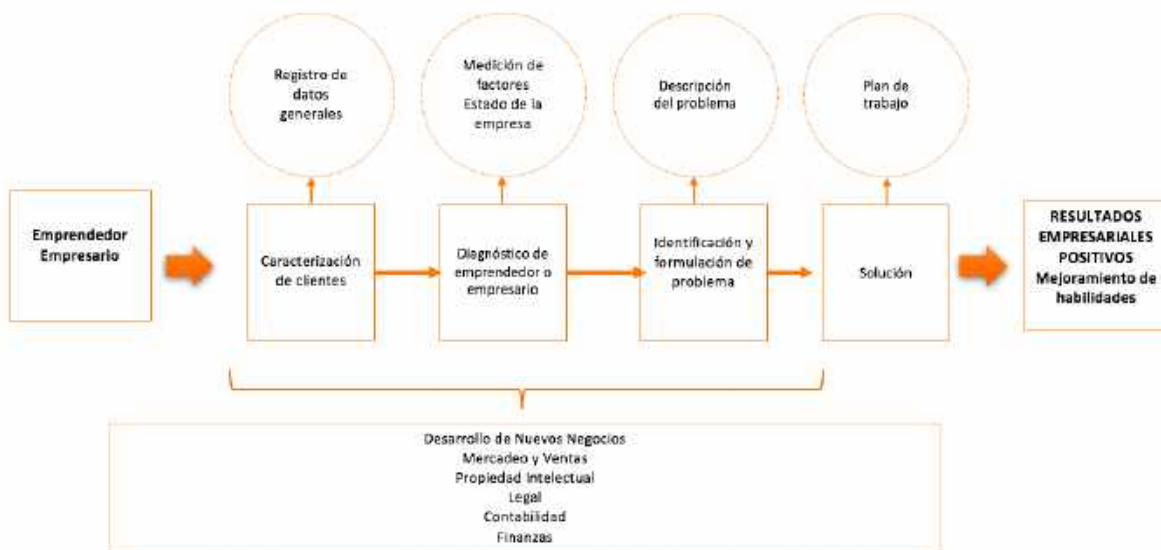 Registro de
datos
generales
Medición de
factores
Estado de la
empresa
Descripción
del problema
Plan de
trabajo
Emprendedor
Empresario
Caracterización
de clientes
Diagnóstico de
emprendedor o
empresario
Identificación y
formulación de
problema
Solución
RESULTADOS
EMPRESARIALES
POSITIVOS
Mejoramiento de
habilidades
Desarrollo de Nuevos Negocios
Mercadeo y Ventas
Propiedad Intelectual
Legal
Contabilidad
Finanzas